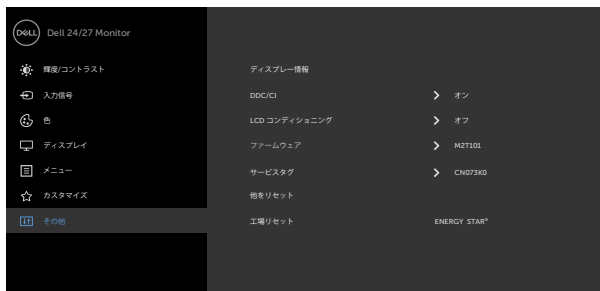 DELL Dell 24/27 Monitor
輝度/コントラスト
入力信号
色
ディスプレイ
メニュー
カスタマイズ
その他
ディスプレー情報
DDC/CI オン
LCD コンディショニング オフ
ファームウェア M2T101
サービスタグ CN073K0
他をリセット
工場リセット ENERGY STAR®